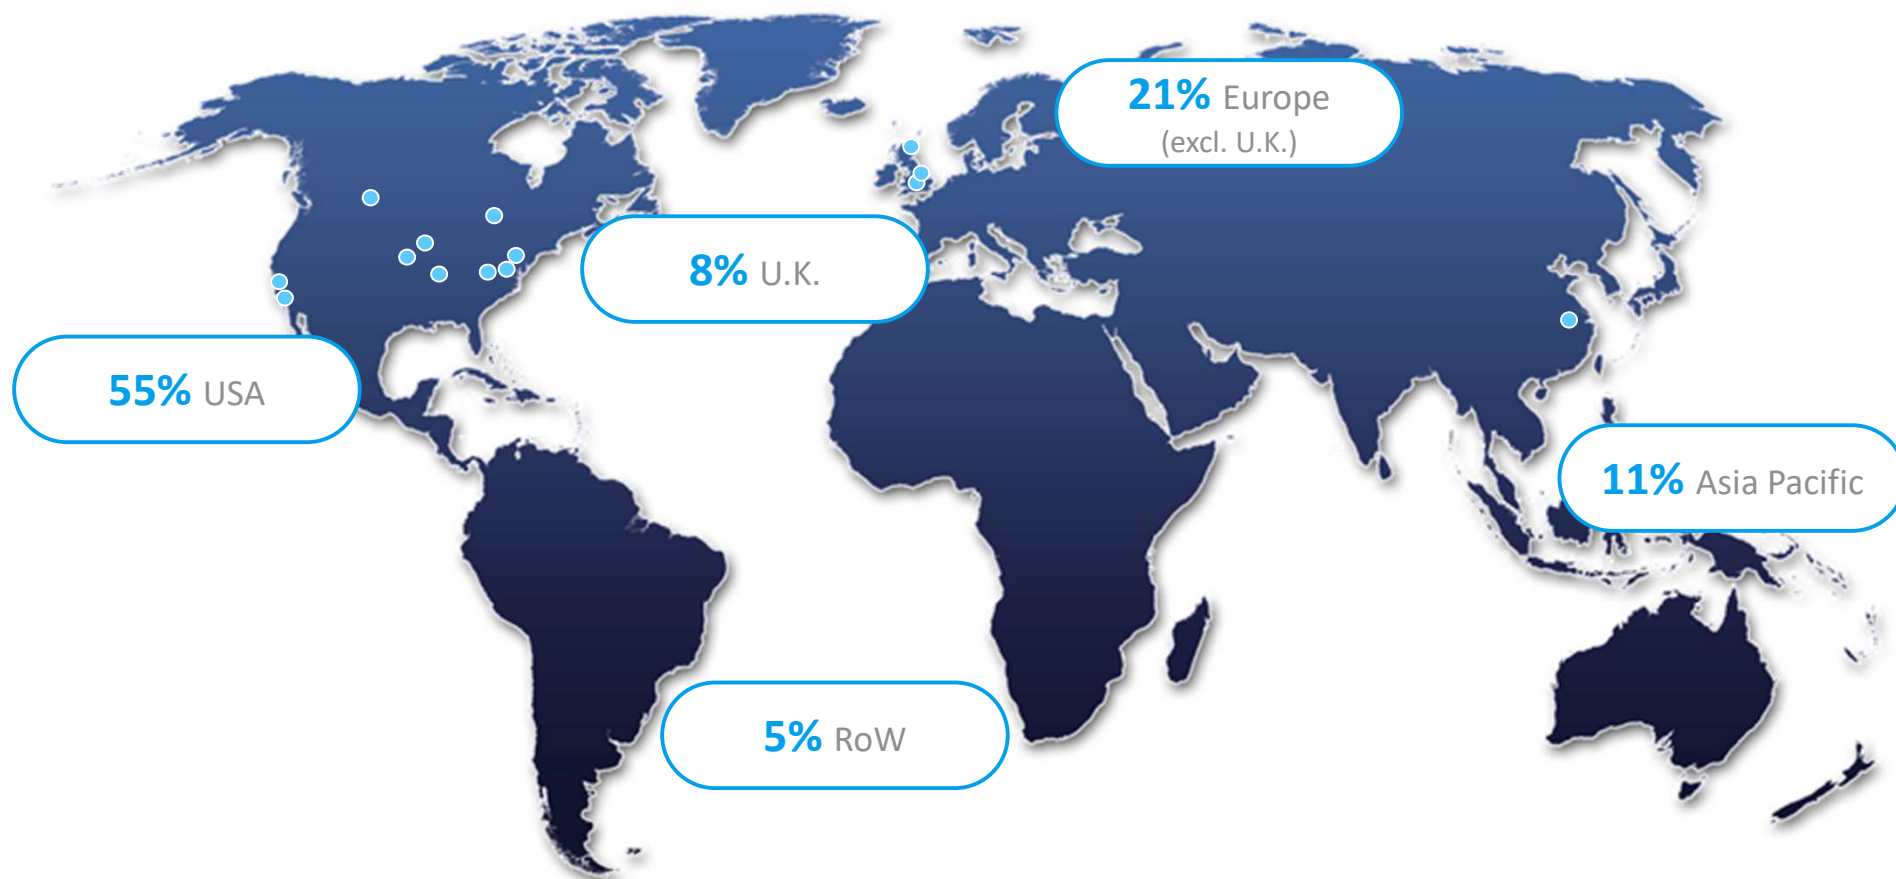 21% Europe
(excl. U.K.)
8% U.K.
55% USA
11% Asia Pacific
5% RoW